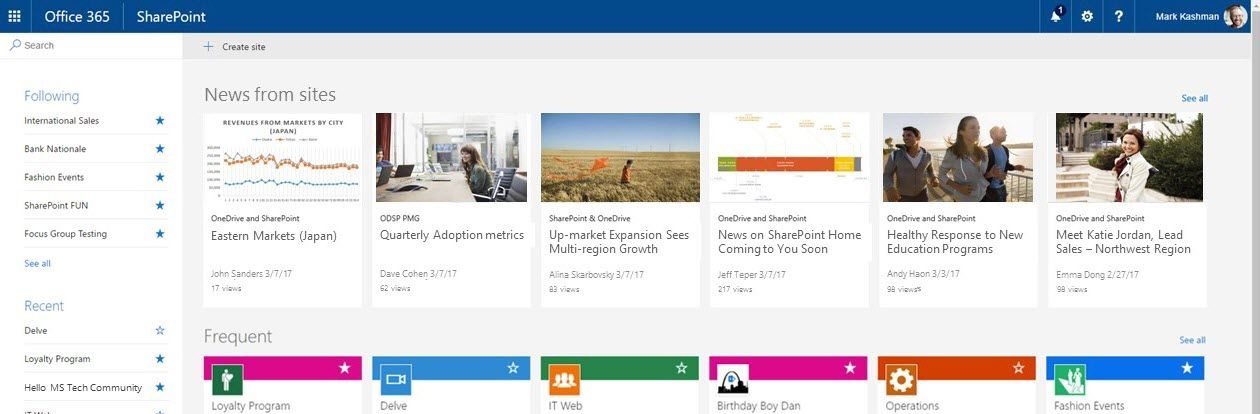 Office 365
SharePoint
1
?
Mark Kashman
Search
+ Create site
Following
International Sales
Bank Nationale
Fashion Events
SharePoint FUN
Focus Group Testing
See all
Recent
Delve
Loyalty Program
Hello MS Tech Community
IT Web
News from sites
See all
REVENUES FROM MARKETS BY CITY
(JAPAN)
OneDrive and SharePoint
Eastern Markets (Japan)
John Sanders 3/7/17
17 views
ODSP PMG
Quarterly Adoption metrics
Dave Cohen 3/7/17
62 views
SharePoint & OneDrive
Up-market Expansion Sees
Multi-region Growth
Alina Skarbovsky 3/7/17
83 views
OneDrive and SharePoint
News on SharePoint Home
Coming to You Soon
Jeff Teper 3/7/17
217 views
OneDrive and SharePoint
Healthy Response to New
Education Programs
Andy Haon 3/3/17
98 views
OneDrive and SharePoint
Meet Katie Jordan, Lead
Sales – Northwest Region
Emma Dong 2/27/17
98 views
Frequent
See all
Loyalty Program
Delve
IT Web
Birthday Boy Dan
Operations
Fashion Events